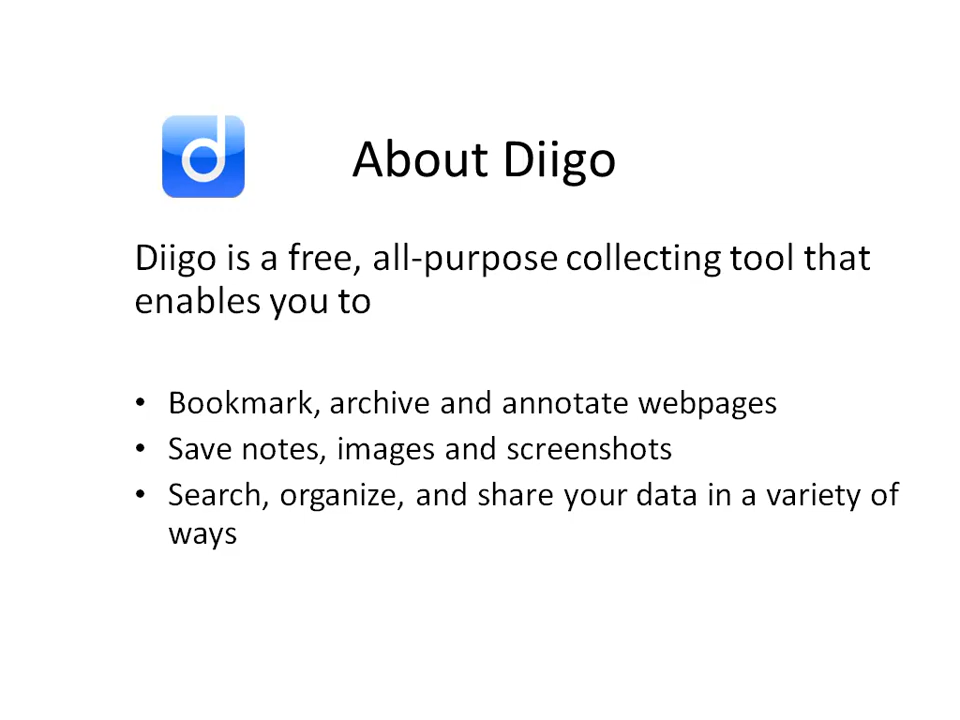 About Diigo
Diigo is a free, all-purpose collecting tool that
enables you to
• Bookmark, archive and annotate webpages
• Save notes, images and screenshots
• Search, organize, and share your data in a variety of
ways